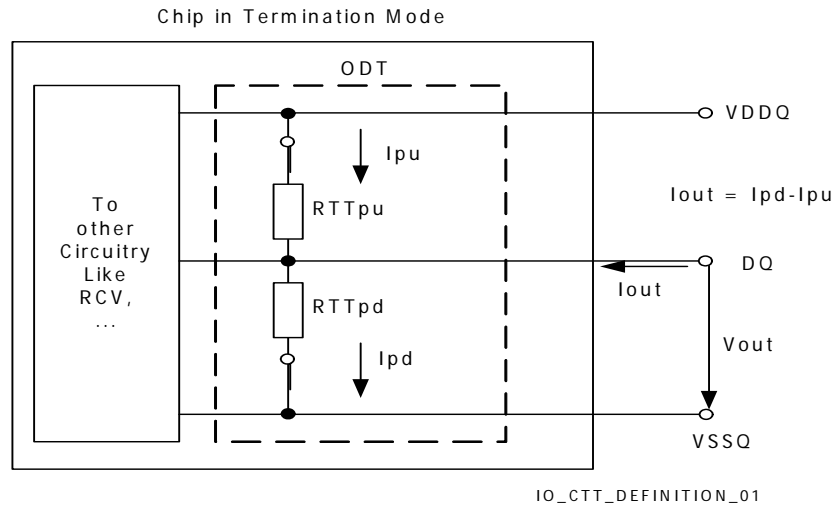 Chip in Termination Mode
ODT
VDDQ
Ipu
Iout = Ipd-Ipu
To
other
Circuitry
Like
RCV,
...
RTTpu
DQ
Iout
RTTpd
Vout
Ipd
VSSQ
IO_CTT_DEFINITION_01